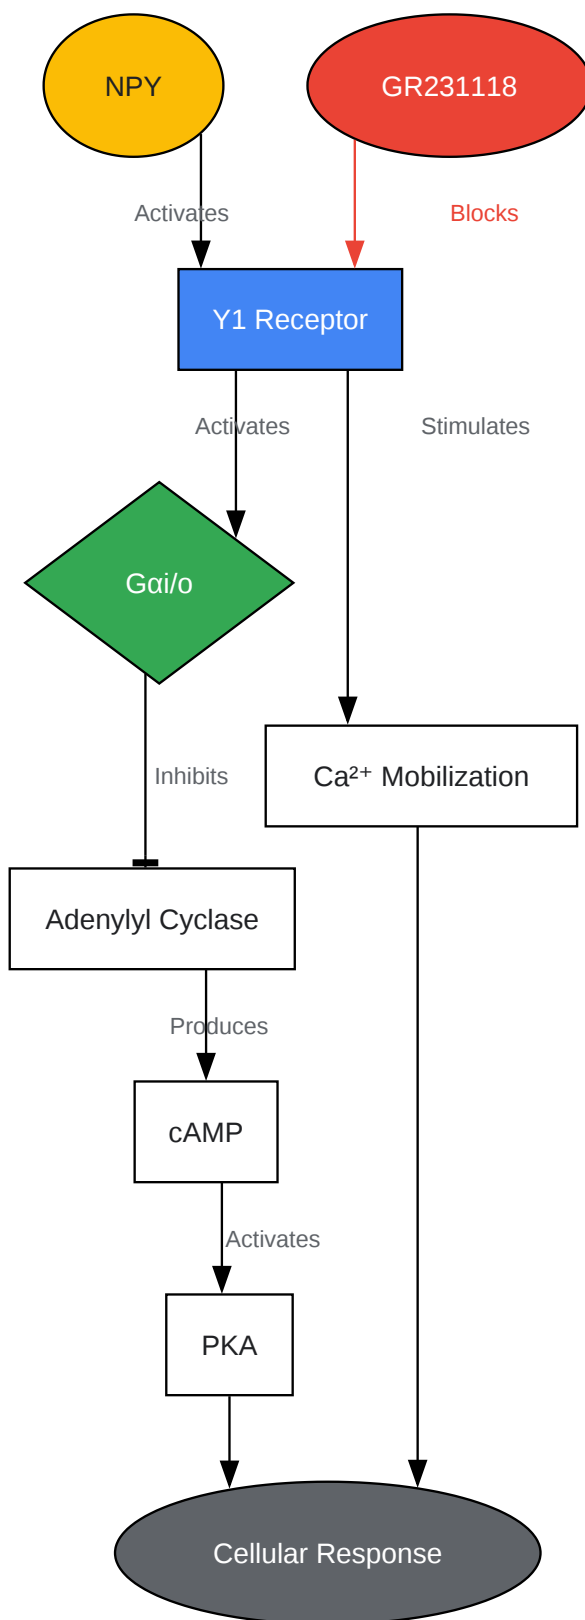 NPY
GR231118
Activates
Blocks
Y1 Receptor
Activates
Stimulates
Gαi/o
Inhibits
Ca²⁺ Mobilization
Adenylyl Cyclase
Produces
cAMP
Activates
PKA
Cellular Response